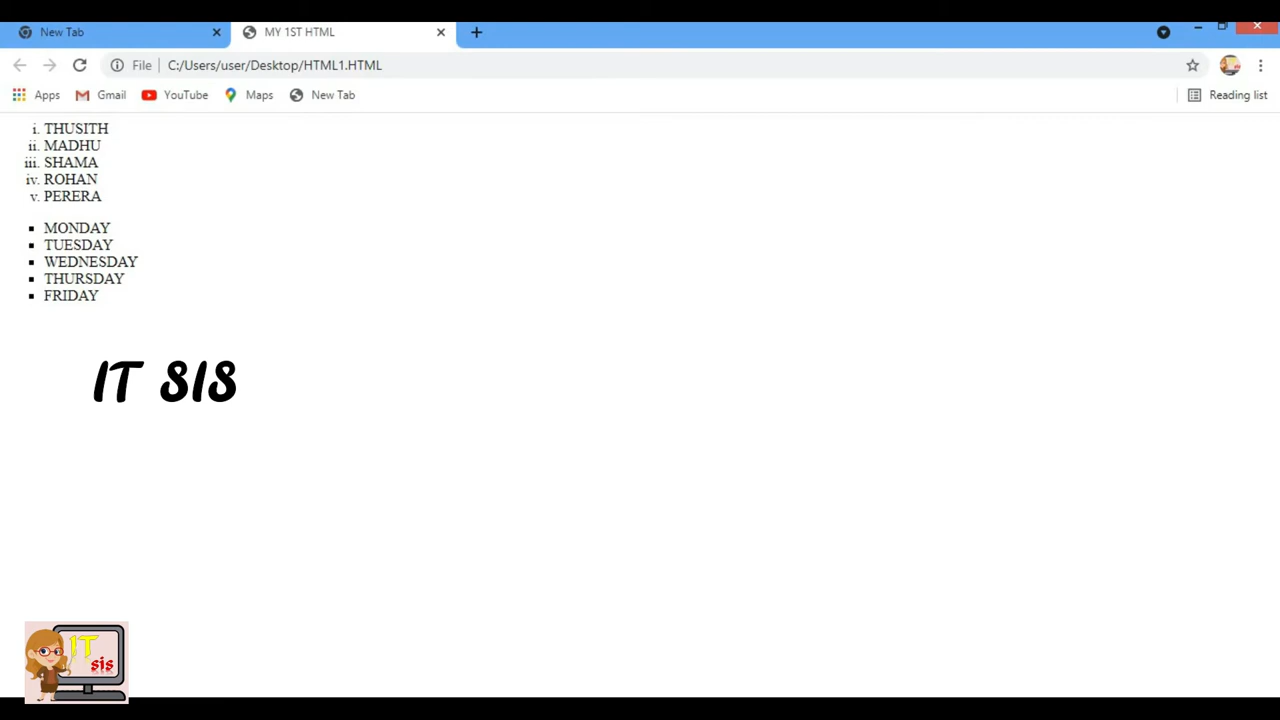 New Tab
MY 1ST HTML
File C:/Users/user/Desktop/HTML1.HTML
Apps Gmail YouTube Maps New Tab Reading list
i. THUSITH
ii. MADHU
iii. SHAMA
iv. ROHAN
v. PERERA
▪ MONDAY
▪ TUESDAY
▪ WEDNESDAY
▪ THURSDAY
▪ FRIDAY
IT SIS
IT
sis